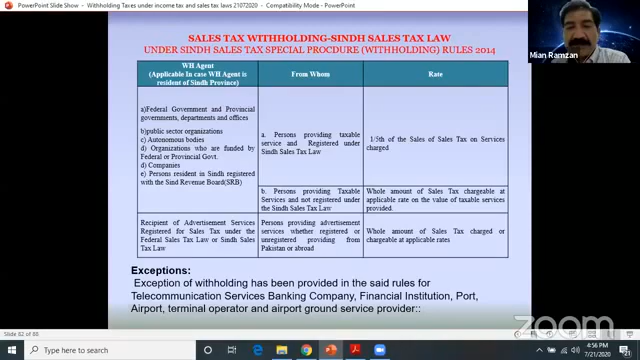 PowerPoint Slide Show - Withholding Taxes under income tax and sales tax laws 21072020 - Compatibility Mode - PowerPoint
SALES TAX WITHHOLDING-SINDH SALES TAX LAW
UNDER SINDH SALES TAX SPECIAL PROCDURE (WITHHOLDING) RULES 2014
Mian Ramzan
WH Agent
(Applicable In case WH Agent is
resident of Sindh Province)
From Whom
Rate
a)Federal Government and Provincial
governments, departments and offices
b)public sector organizations
c) Autonomous bodies
d) Organizations who are funded by
Federal or Provincial Govt.
d) Companies
e) Persons resident in Sindh registered
with the Sind Revenue Board(SRB)
a. Persons providing taxable
service and Registered under
Sindh Sales Tax Law
1/5th of the Sales of Sales Tax on Services
charged
b. Persons providing Taxable
Services and not registered under
the Sindh Sales Tax Law
Whole amount of Sales Tax chargeable at
applicable rate on the value of taxable services
provided.
Recipient of Advertisement Services
Registered for Sales Tax under the
Federal Sales Tax Law or Sindh Sales
Tax Law
Persons providing advertisement
services whether registered or
unregistered providing from
Pakistan or abroad
Whole amount of Sales Tax charged or
chargeable at applicable rates
Exceptions:
Exception of withholding has been provided in the said rules for
Telecommunication Services Banking Company, Financial Institution, Port,
Airport, terminal operator and airport ground service provider::
zoom
Slide 82 of 88
Type here to search
4:56 PM
7/21/2020